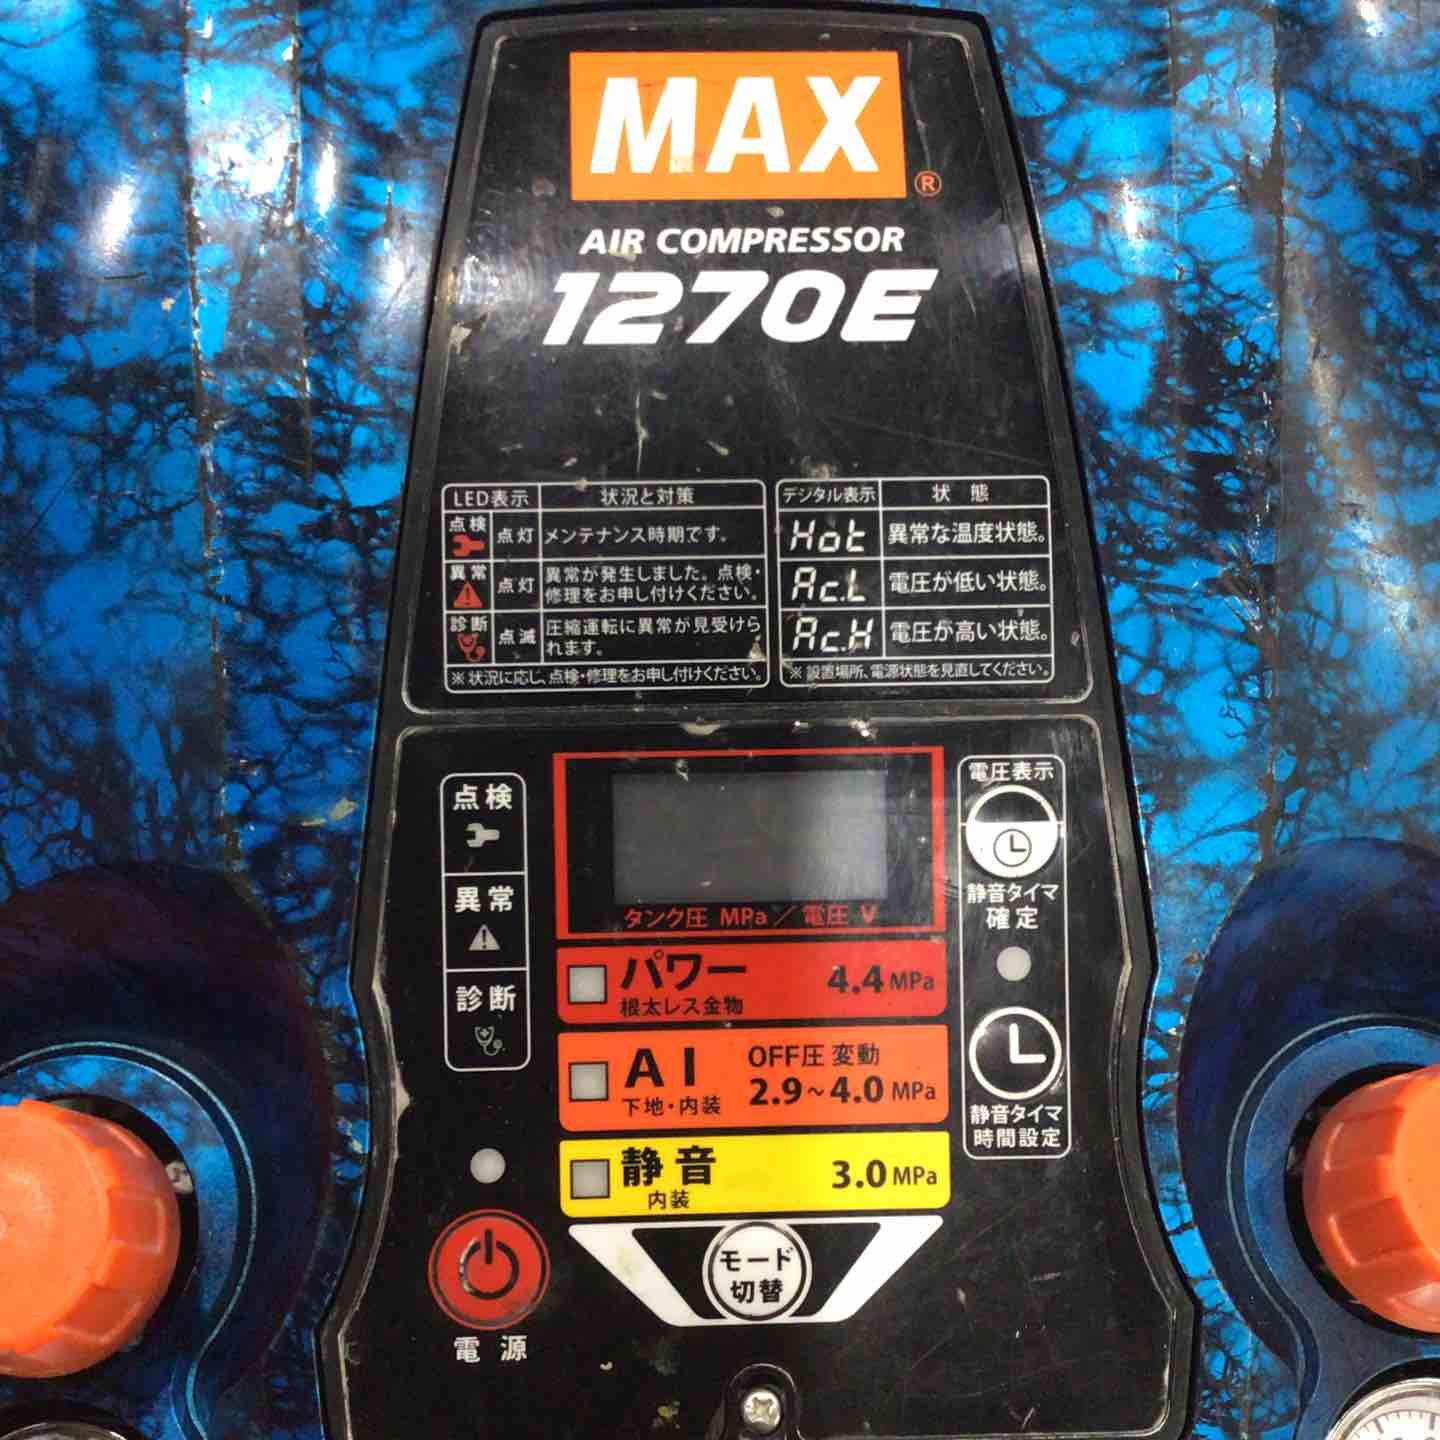 MAX
®
AIR COMPRESSOR
1270E
LED表示 状況と対策
点検 点灯 メンテナンス時期です。
異常 点灯 異常が発生しました。点検・
修理をお申し付けください。
診断 点滅 圧縮運転に異常が見受けら
れます。
※状況に応じ、点検・修理をお申し付けください。
デジタル表示 状態
Hot 異常な温度状態。
Ac.L 電圧が低い状態。
Ac.H 電圧が高い状態。
※設置場所、電源状態を見直してください。
点検
異常
診断
タンク圧 MPa／電圧 V
パワー 4.4 MPa
根太レス金物
AI OFF圧 変動
下地・内装 2.9～4.0 MPa
静音 3.0 MPa
内装
モード
切替
電源
電圧表示
静音タイマ
確定
静音タイマ
時間設定